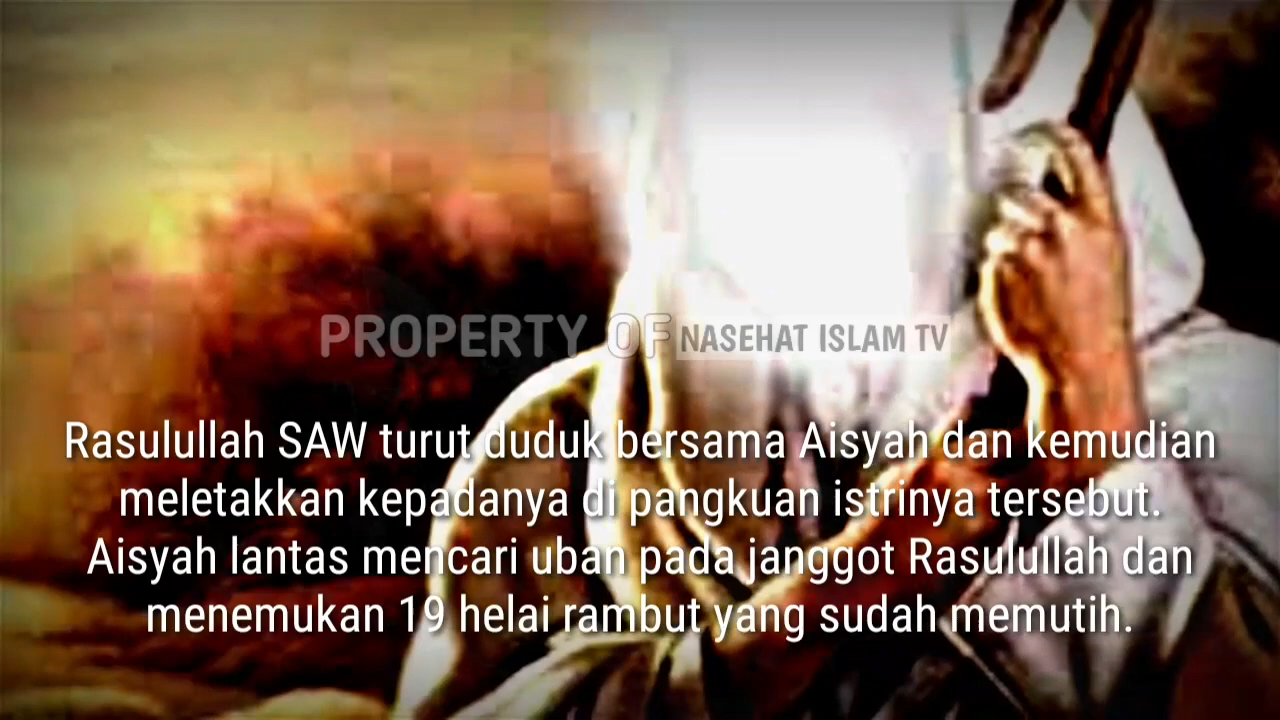 PROPERTY OF NASEHAT ISLAM TV
Rasulullah SAW turut duduk bersama Aisyah dan kemudian
meletakkan kepadanya di pangkuan istrinya tersebut.
Aisyah lantas mencari uban pada janggot Rasulullah dan
menemukan 19 helai rambut yang sudah memutih.